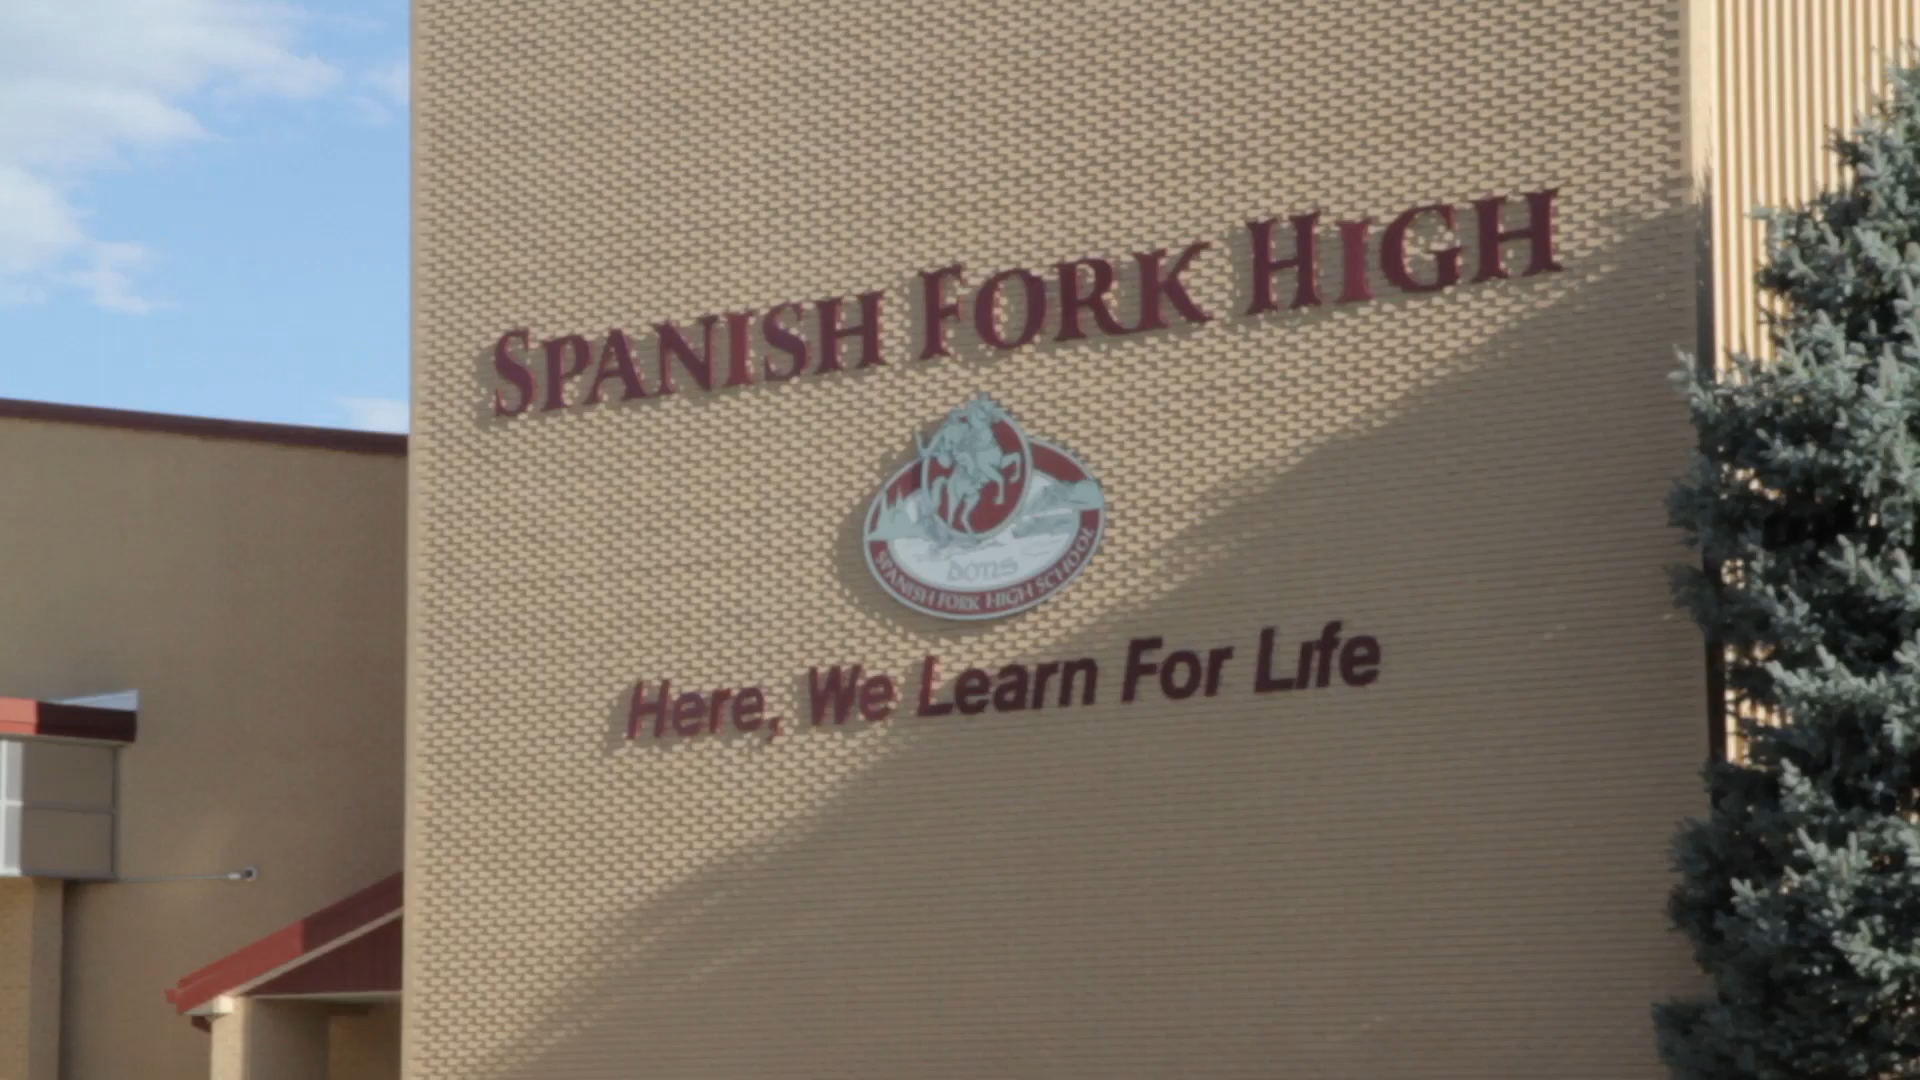 SPANISH FORK HIGH
DONS
SPANISH FORK HIGH SCHOOL
Here, We Learn For Life